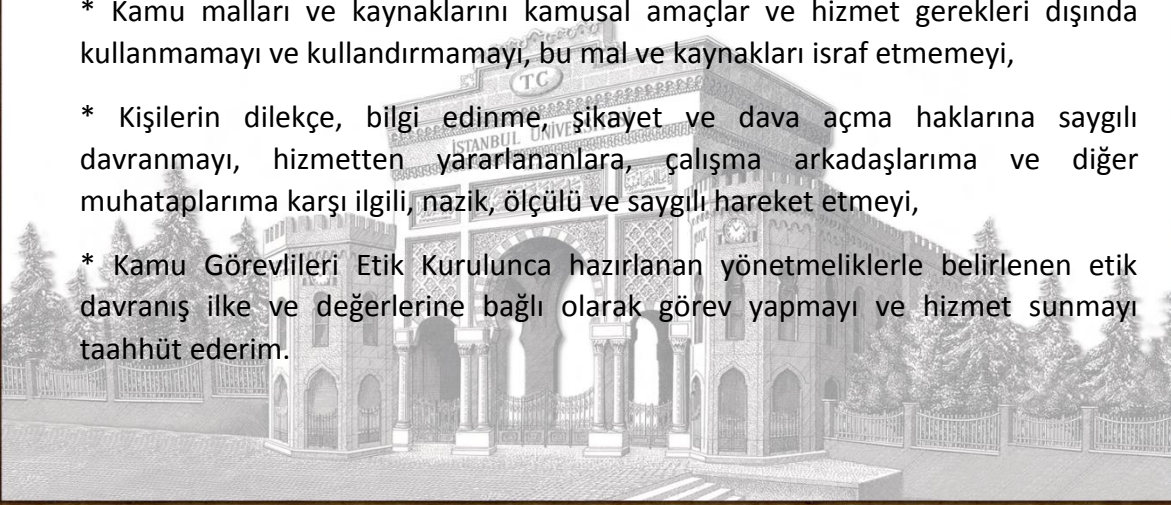 * Kamu malları ve kaynaklarını kamusal amaçlar ve hizmet gerekleri dışında
kullanmamayı ve kullandırmamayı, bu mal ve kaynakları israf etmemeyi,
TC
* Kişilerin dilekçe, bilgi edinme, şikayet ve dava açma haklarına saygılı
İSTANBUL
davranmayı, hizmetten yararlananlara, çalışma arkadaşlarıma ve diğer
muhataplarıma karşı ilgili, nazik, ölçülü ve saygılı hareket etmeyi,
* Kamu Görevlileri Etik Kurulunca hazırlanan yönetmeliklerle belirlenen etik
davranış ilke ve değerlerine bağlı olarak görev yapmayı ve hizmet sunmayı
taahhüt ederim.